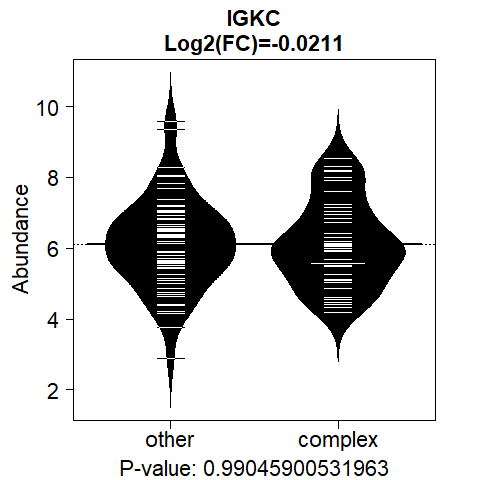 IGKC
Log2(FC)=-0.0211
Abundance
10
8
6
4
2
other complex
P-value: 0.99045900531963